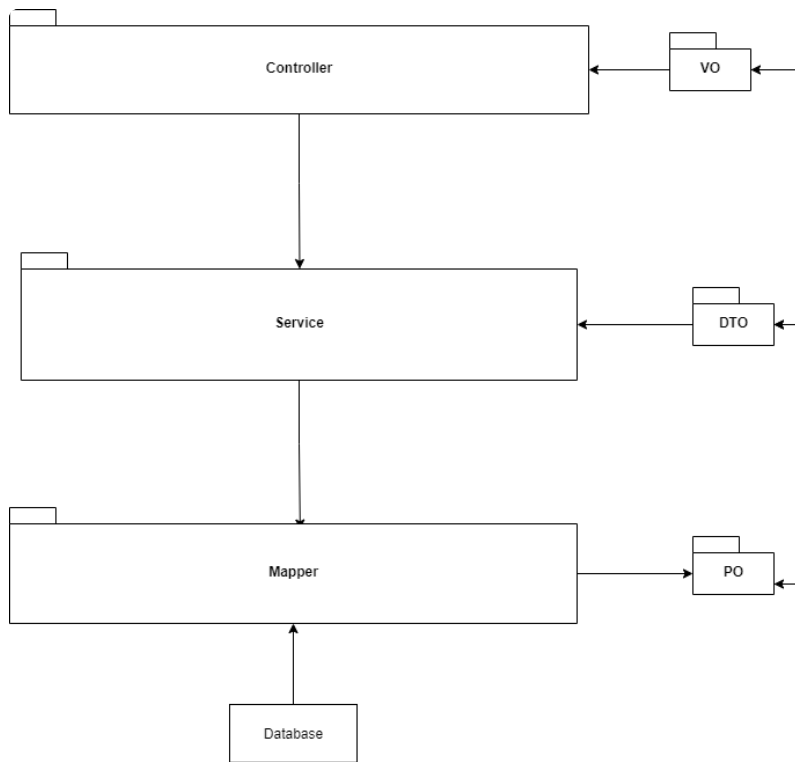 Controller
VO
Service
DTO
Mapper
PO
Database